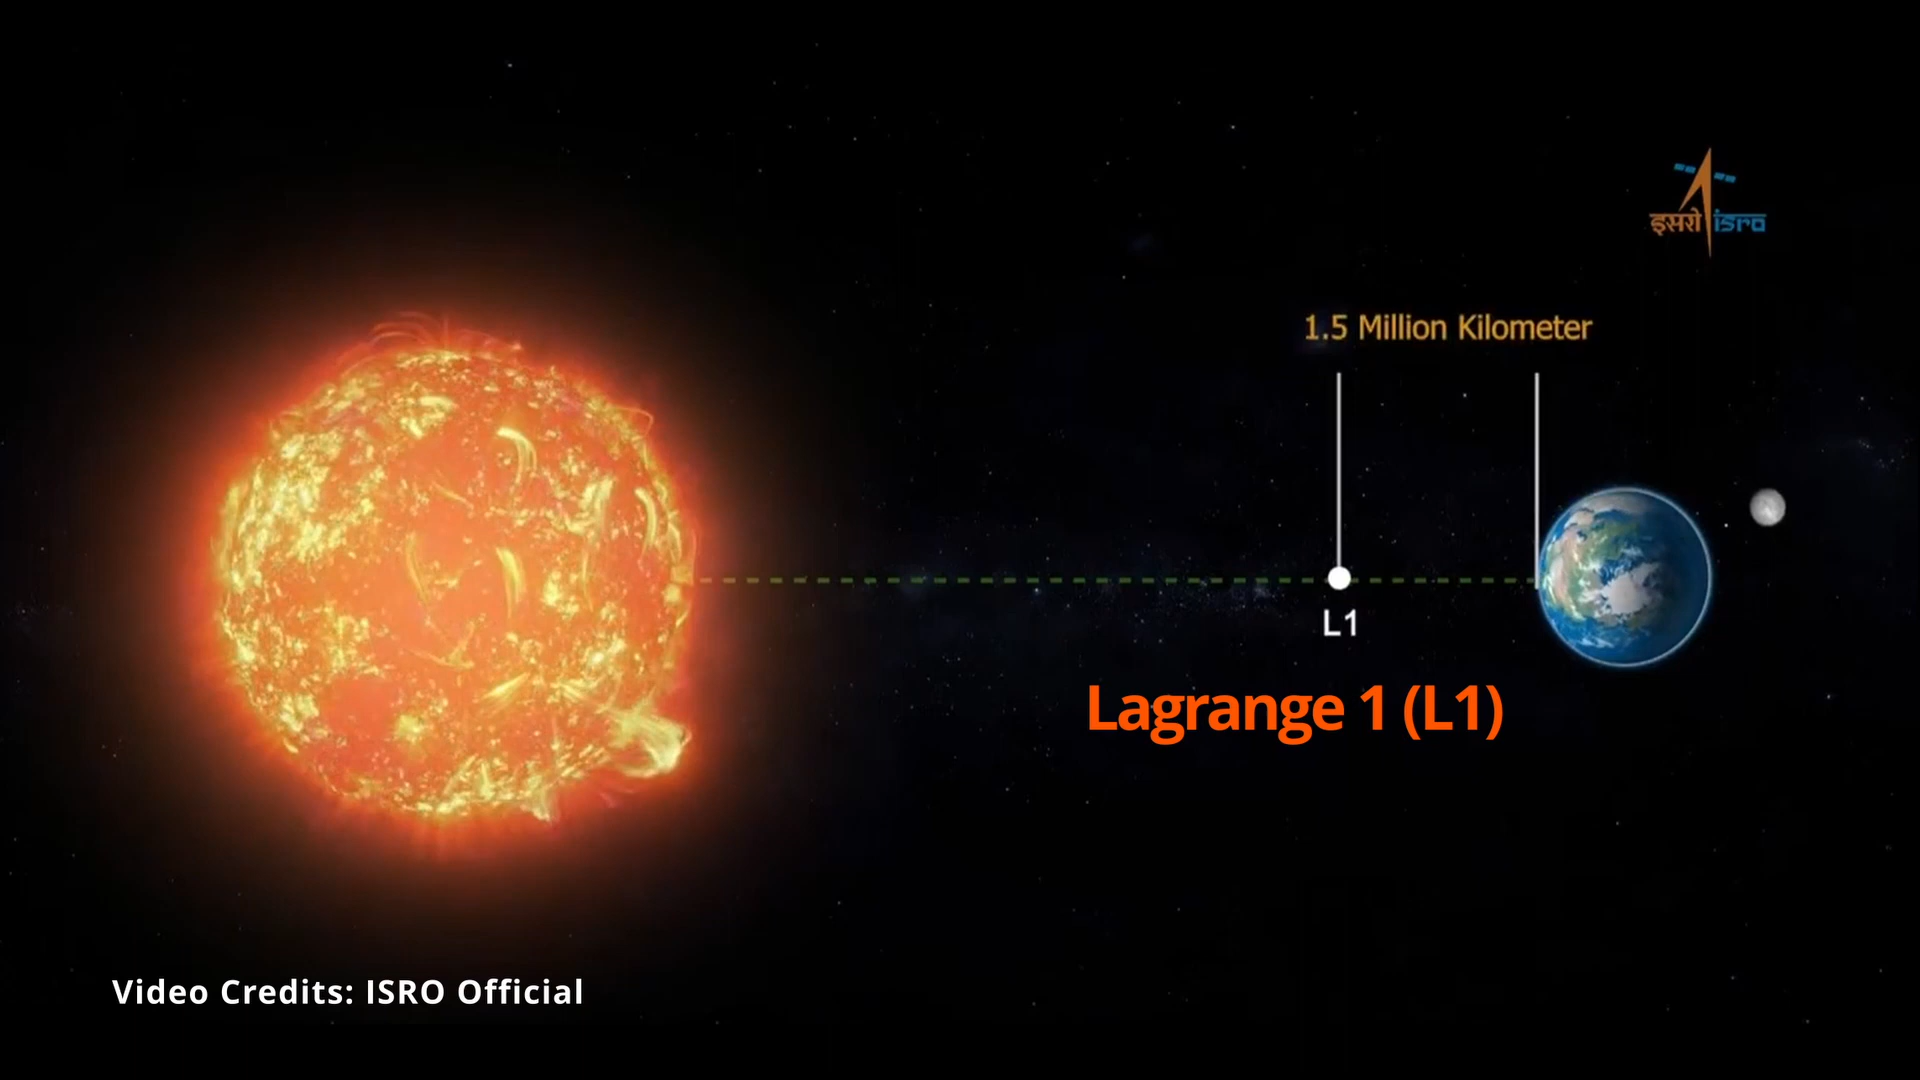 इसरो isro
1.5 Million Kilometer
L1
Lagrange 1 (L1)
Video Credits: ISRO Official